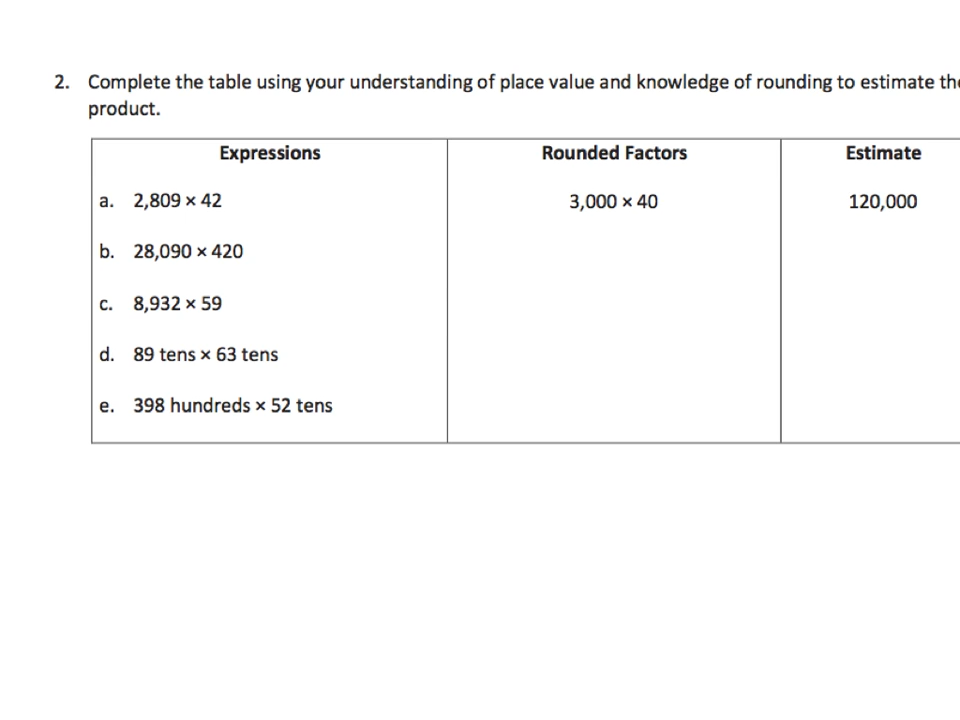 2. Complete the table using your understanding of place value and knowledge of rounding to estimate
product.
Expressions Rounded Factors Estimate
a. 2,809 × 42 3,000 × 40 120,000
b. 28,090 × 420
c. 8,932 × 59
d. 89 tens × 63 tens
e. 398 hundreds × 52 tens